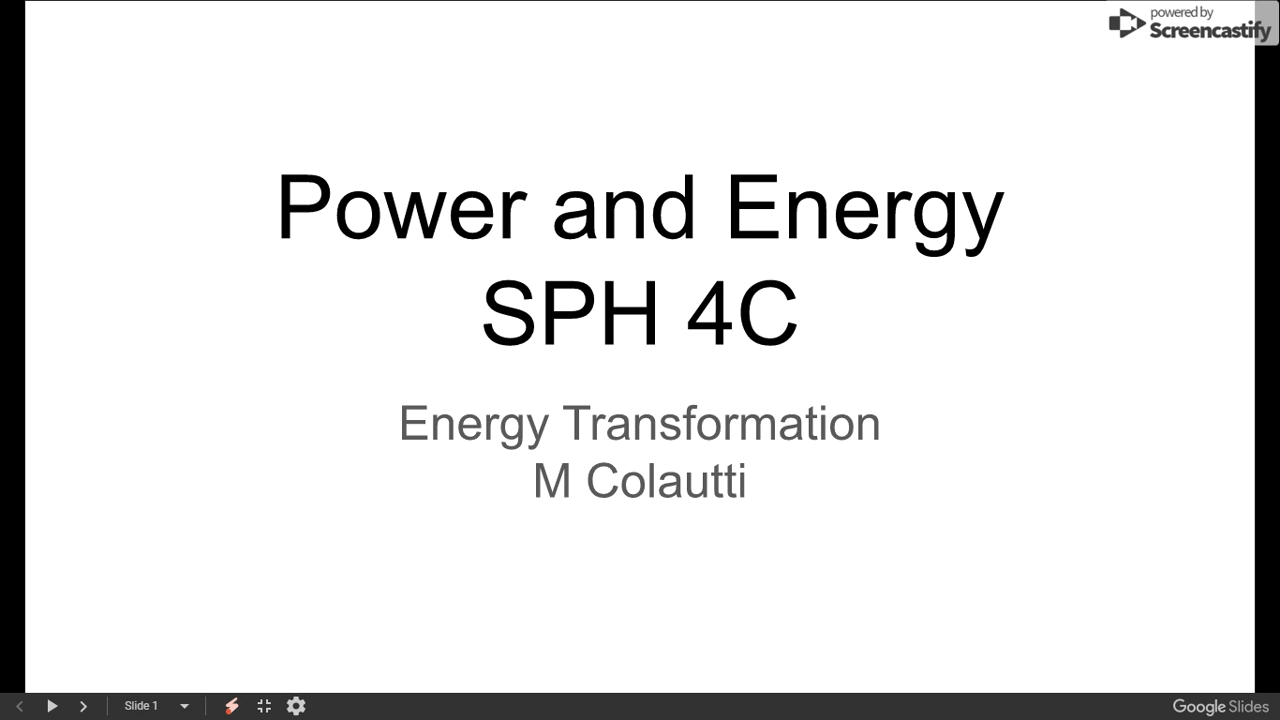 powered by
Screencastify
Power and Energy
SPH 4C
Energy Transformation
M Colautti
Slide 1
Google Slides